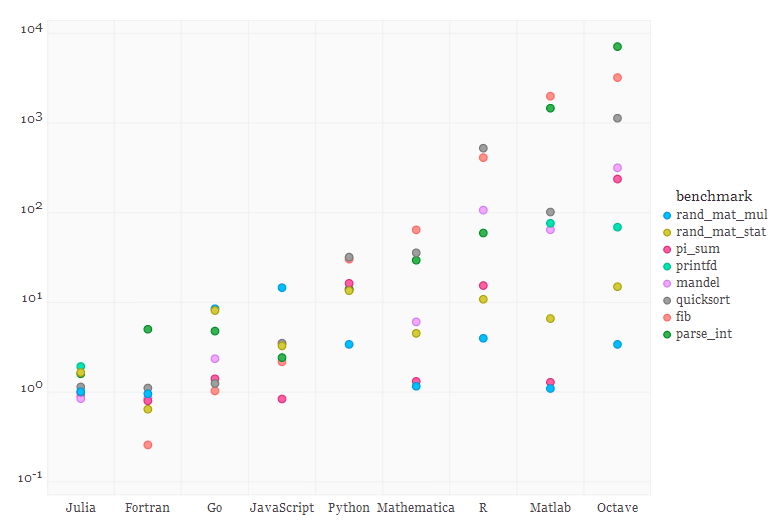 10⁴
10³
10²
10¹
10⁰
10⁻¹
Julia Fortran Go JavaScript Python Mathematica R Matlab Octave
benchmark
rand_mat_mul
rand_mat_stat
pi_sum
printfd
mandel
quicksort
fib
parse_int